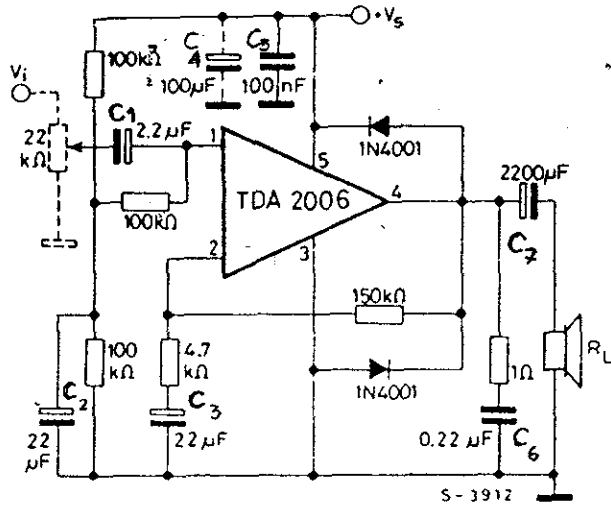 +Vs
Vi
100kΩ
C4
100µF
C5
100nF
22
kΩ
C1
2.2µF
1
100kΩ
TDA 2006
5
4
3
2
1N4001
2200µF
C7
150kΩ
1N4001
100
kΩ
4.7
kΩ
C2
22
µF
C3
22µF
1Ω
0.22 µF
C6
RL
S-3912